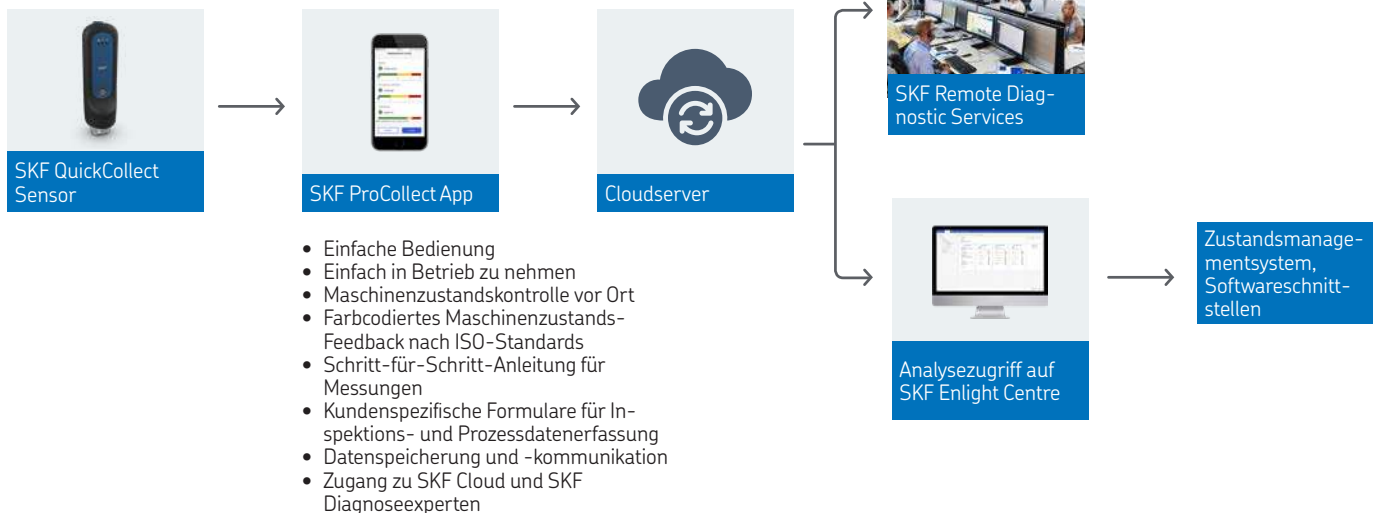 SKF QuickCollect
Sensor
SKF ProCollect App
Cloudserver
SKF Remote Diag-
nostic Services
• Einfache Bedienung
• Einfach in Betrieb zu nehmen
• Maschinenzustandskontrolle vor Ort
• Farbcodiertes Maschinenzustands-
Feedback nach ISO-Standards
• Schritt-für-Schritt-Anleitung für
Messungen
• Kundenspezifische Formulare für In-
spektions- und Prozessdatenerfassung
• Datenspeicherung und -kommunikation
• Zugang zu SKF Cloud und SKF
Diagnoseexperten
Analysezugriff auf
SKF Enlight Centre
Zustandsmanage-
mentsystem,
Softwareschnitt-
stellen